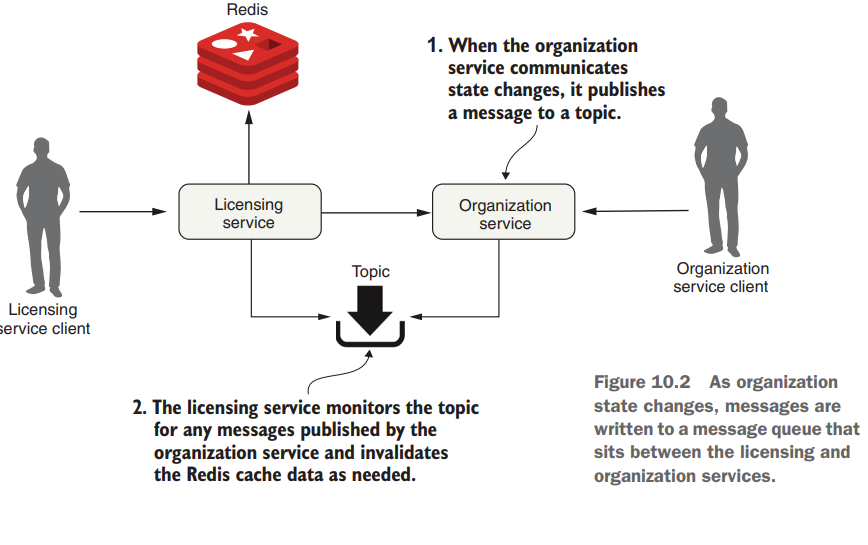 Redis
1. When the organization
service communicates
state changes, it publishes
a message to a topic.
Licensing
service
Organization
service
Topic
Licensing
service client
Organization
service client
2. The licensing service monitors the topic
for any messages published by the
organization service and invalidates
the Redis cache data as needed.
Figure 10.2 As organization
state changes, messages are
written to a message queue that
sits between the licensing and
organization services.